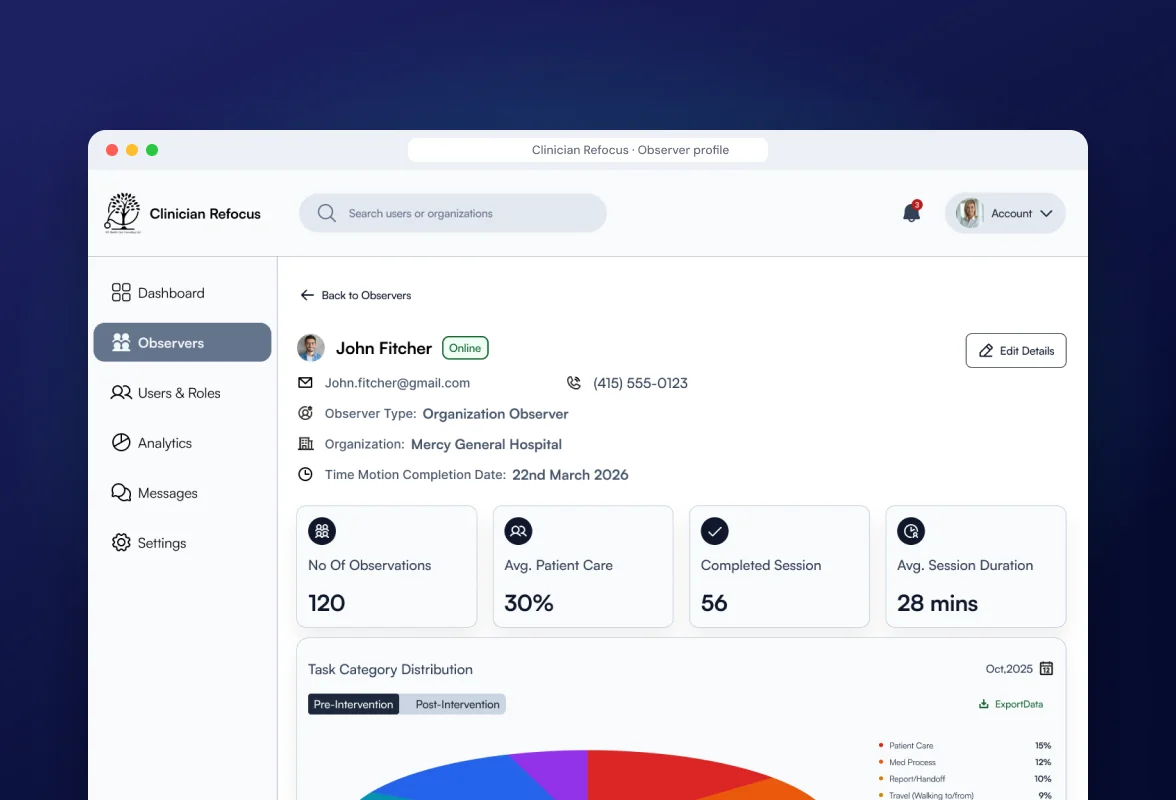 Clinician Refocus · Observer profile
Clinician Refocus
Search users or organizations
3
Account
Dashboard
Observers
Users & Roles
Analytics
Messages
Settings
Back to Observers
John Fitcher
Online
Edit Details
John.fitcher@gmail.com
(415) 555-0123
Observer Type: Organization Observer
Organization: Mercy General Hospital
Time Motion Completion Date: 22nd March 2026
No Of Observations
120
Avg. Patient Care
30%
Completed Session
56
Avg. Session Duration
28 mins
Task Category Distribution
Oct,2025
12
Pre-Intervention
Post-Intervention
ExportData
Patient Care 15%
Med Process 12%
Report/Handoff 10%
Travel (Walking to/from) 9%